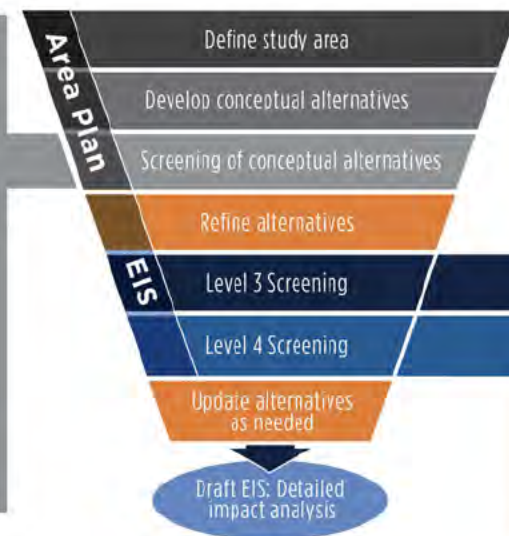 Area Plan
Define study area
Develop conceptual alternatives
Screening of conceptual alternatives
Refine alternatives
EIS
Level 3 Screening
Level 4 Screening
Update alternatives
as needed
Draft EIS: Detailed
impact analysis